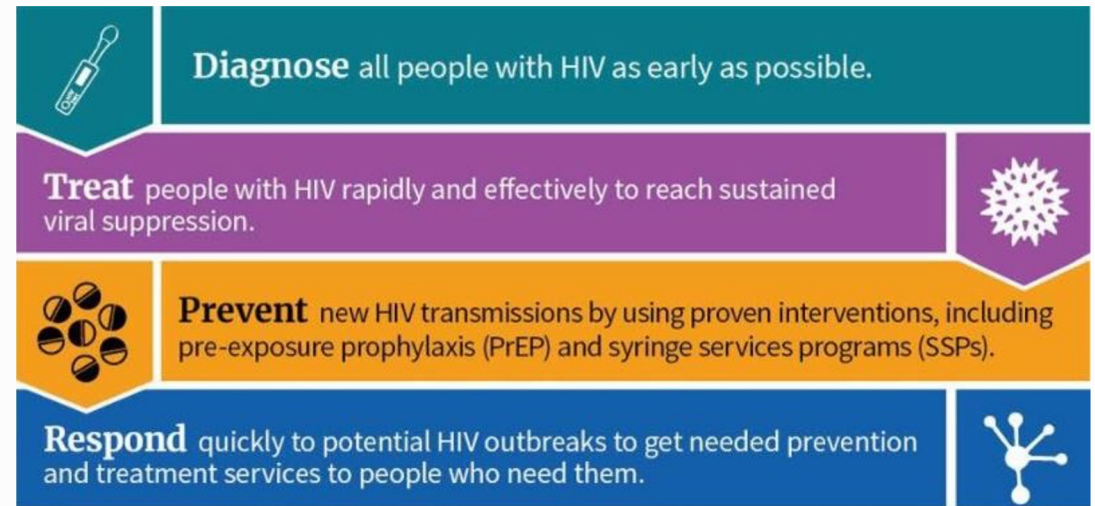 Diagnose all people with HIV as early as possible.
Treat people with HIV rapidly and effectively to reach sustained
viral suppression.
Prevent new HIV transmissions by using proven interventions, including
pre-exposure prophylaxis (PrEP) and syringe services programs (SSPs).
Respond quickly to potential HIV outbreaks to get needed prevention
and treatment services to people who need them.